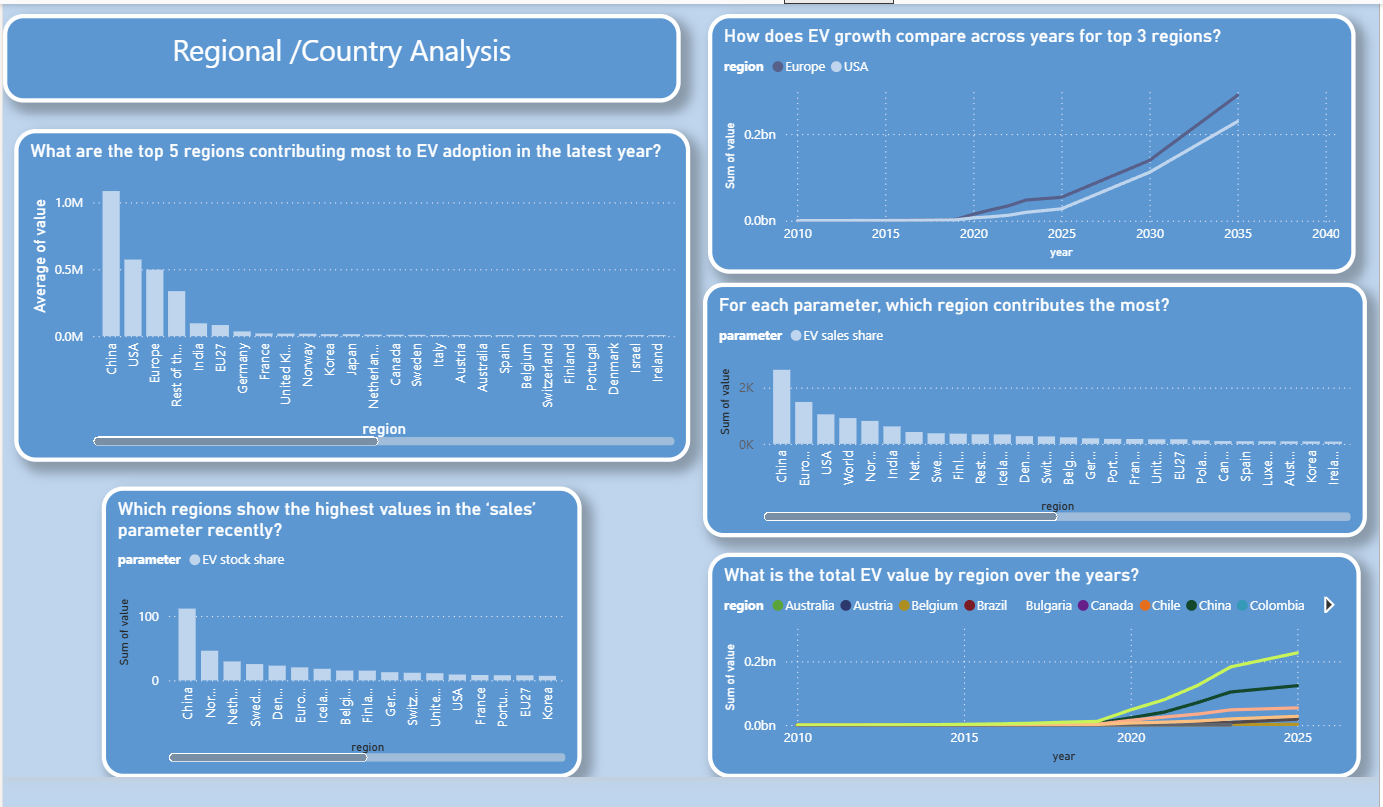 Regional /Country Analysis
What are the top 5 regions contributing most to EV adoption in the latest year?
Average of value
1.0M
0.5M
0.0M
China
USA
Europe
Rest of th...
India
EU27
Germany
France
United Ki...
Norway
Korea
Japan
Netherlan...
Canada
Sweden
Italy
Austria
Australia
Spain
Belgium
Switzerland
Finland
Portugal
Denmark
Israel
Ireland
region
Which regions show the highest values in the ‘sales’
parameter recently?
parameter EV stock share
Sum of value
100
0
China
Nor...
Neth...
Swed...
Den...
Euro...
Icela...
Belgi...
Finla...
Ger...
Switz...
Unite...
USA
France
Portu...
EU27
Korea
region
How does EV growth compare across years for top 3 regions?
region Europe USA
Sum of value
0.2bn
0.0bn
2010 2015 2020 2025 2030 2035 2040
year
For each parameter, which region contributes the most?
parameter EV sales share
Sum of value
2K
0K
China
Euro...
USA
World
Nor...
India
Net...
Swe...
Finl...
Rest...
Icela...
Den...
Swit...
Belg...
Ger...
Port...
Fran...
Unit...
EU27
Pola...
Can...
Spain
Luxe...
Aust...
Korea
Irela...
region
What is the total EV value by region over the years?
region Australia Austria Belgium Brazil Bulgaria Canada Chile China Colombia
Sum of value
0.2bn
0.0bn
2010 2015 2020 2025
year